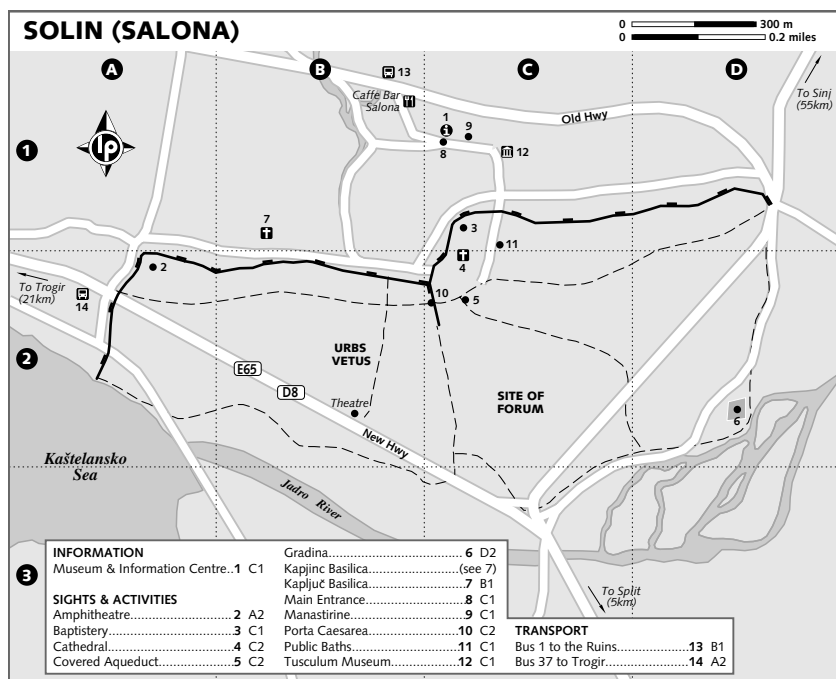 SOLIN (SALONA)
0 300 m
0 0.2 miles
A B C D
13
Caffe Bar
Salona
To Sinj
(55km)
Old Hwy
1
1
9
8
12
lp
7
3
11
4
2
To Trogir
(21km)
14
10
5
2
URBS
VETUS
E65
D8
SITE OF
FORUM
Theatre
6
New Hwy
Kaštelansko
Sea
Jadro River
3
To Split
(5km)
INFORMATION
Museum & Information Centre..1 C1
SIGHTS & ACTIVITIES
Amphitheatre....................2 A2
Baptistery........................3 C1
Cathedral.........................4 C2
Covered Aqueduct............5 C2
Gradina............................6 D2
Kapjinc Basilica..................(see 7)
Kapljuč Basilica..................7 B1
Main Entrance....................8 C1
Manastirine.......................9 C1
Porta Caesarea...................10 C2
Public Baths.......................11 C1
Tusculum Museum..............12 C1
TRANSPORT
Bus 1 to the Ruins..............13 B1
Bus 37 to Trogir.................14 A2